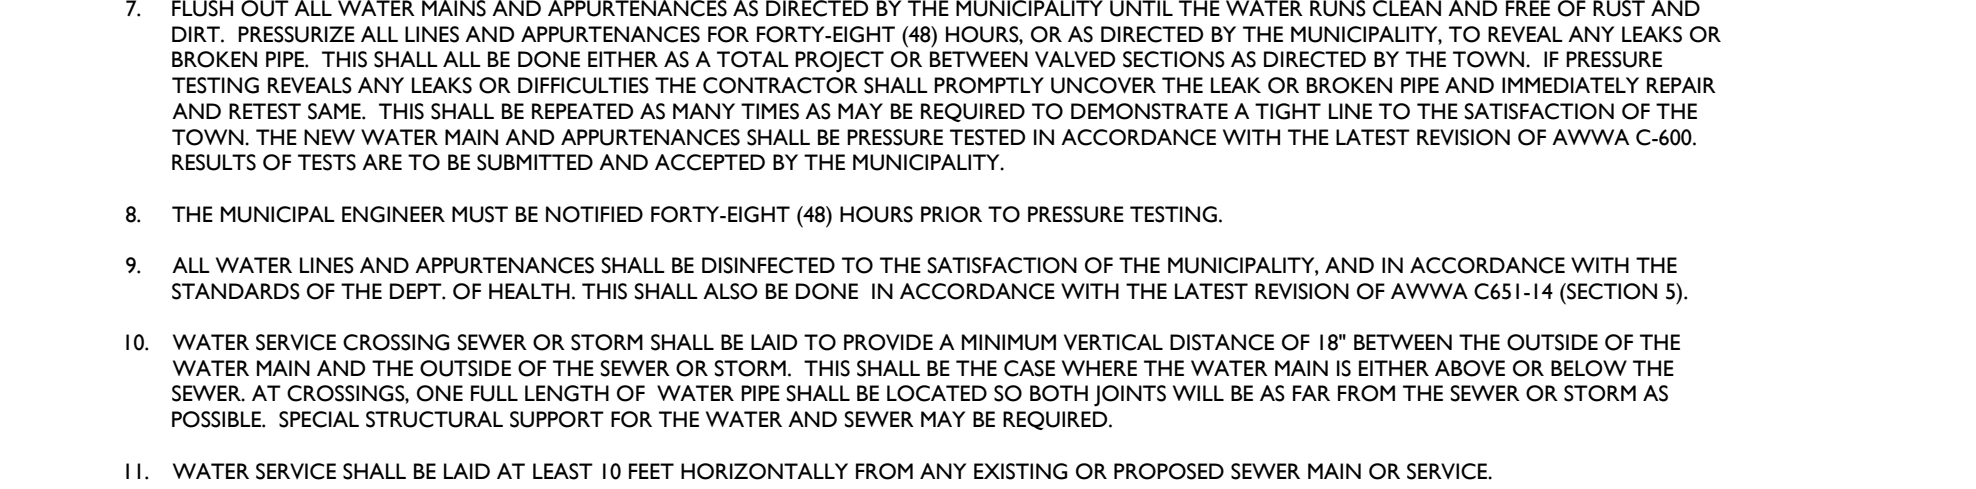 7. FLUSH OUT ALL WATER MAINS AND APPURTENANCES AS DIRECTED BY THE MUNICIPALITY UNTIL THE WATER RUNS CLEAN AND FREE OF RUST AND
DIRT. PRESSURIZE ALL LINES AND APPURTENANCES FOR FORTY-EIGHT (48) HOURS, OR AS DIRECTED BY THE MUNICIPALITY, TO REVEAL ANY LEAKS OR
BROKEN PIPE. THIS SHALL ALL BE DONE EITHER AS A TOTAL PROJECT OR BETWEEN VALVED SECTIONS AS DIRECTED BY THE TOWN. IF PRESSURE
TESTING REVEALS ANY LEAKS OR DIFFICULTIES THE CONTRACTOR SHALL PROMPTLY UNCOVER THE LEAK OR BROKEN PIPE AND IMMEDIATELY REPAIR
AND RETEST SAME. THIS SHALL BE REPEATED AS MANY TIMES AS MAY BE REQUIRED TO DEMONSTRATE A TIGHT LINE TO THE SATISFACTION OF THE
TOWN. THE NEW WATER MAIN AND APPURTENANCES SHALL BE PRESSURE TESTED IN ACCORDANCE WITH THE LATEST REVISION OF AWWA C-600.
RESULTS OF TESTS ARE TO BE SUBMITTED AND ACCEPTED BY THE MUNICIPALITY.
8. THE MUNICIPAL ENGINEER MUST BE NOTIFIED FORTY-EIGHT (48) HOURS PRIOR TO PRESSURE TESTING.
9. ALL WATER LINES AND APPURTENANCES SHALL BE DISINFECTED TO THE SATISFACTION OF THE MUNICIPALITY, AND IN ACCORDANCE WITH THE
STANDARDS OF THE DEPT. OF HEALTH. THIS SHALL ALSO BE DONE IN ACCORDANCE WITH THE LATEST REVISION OF AWWA C651-14 (SECTION 5).
10. WATER SERVICE CROSSING SEWER OR STORM SHALL BE LAID TO PROVIDE A MINIMUM VERTICAL DISTANCE OF 18" BETWEEN THE OUTSIDE OF THE
WATER MAIN AND THE OUTSIDE OF THE SEWER OR STORM. THIS SHALL BE THE CASE WHERE THE WATER MAIN IS EITHER ABOVE OR BELOW THE
SEWER. AT CROSSINGS, ONE FULL LENGTH OF WATER PIPE SHALL BE LOCATED SO BOTH JOINTS WILL BE AS FAR FROM THE SEWER OR STORM AS
POSSIBLE. SPECIAL STRUCTURAL SUPPORT FOR THE WATER AND SEWER MAY BE REQUIRED.
11. WATER SERVICE SHALL BE LAID AT LEAST 10 FEET HORIZONTALLY FROM ANY EXISTING OR PROPOSED SEWER MAIN OR SERVICE.